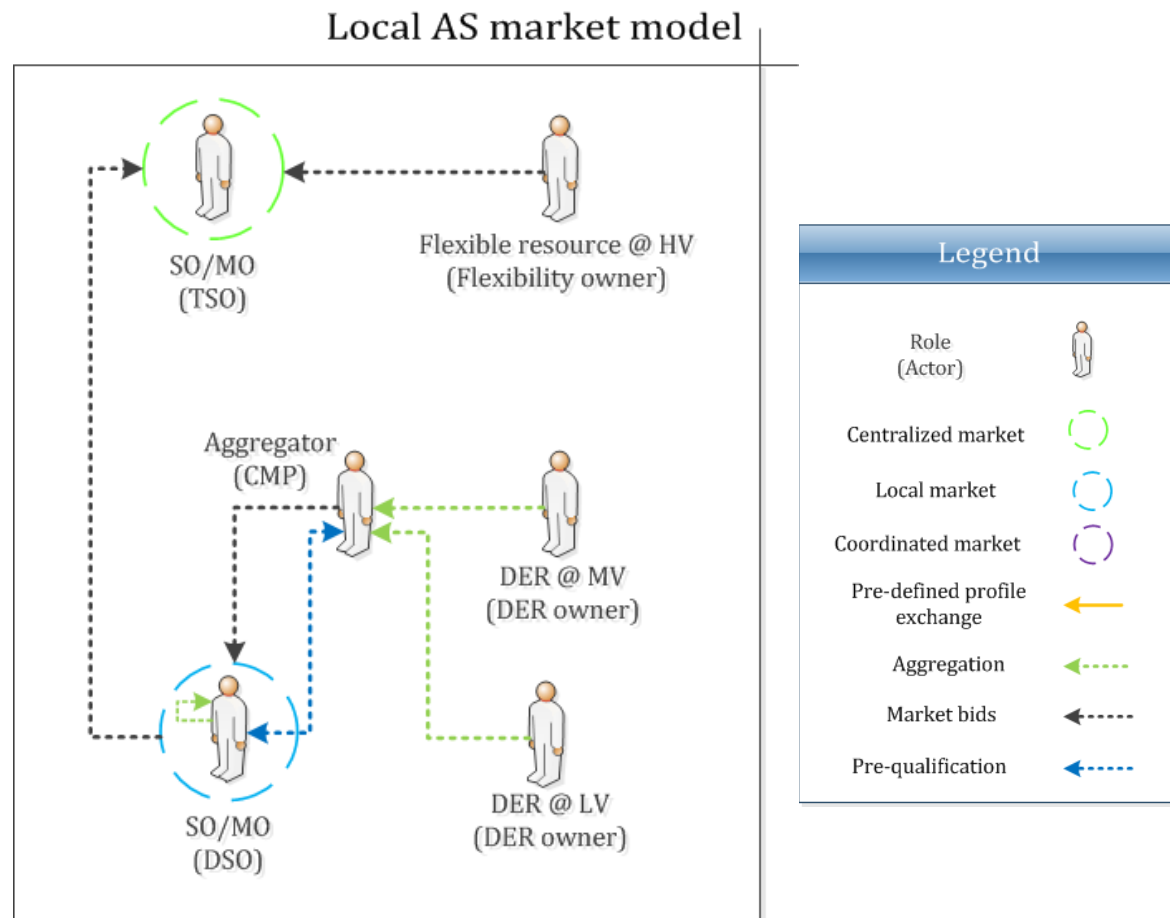 Local AS market model
SO/MO
(TSO)
Flexible resource @ HV
(Flexibility owner)
Aggregator
(CMP)
DER @ MV
(DER owner)
SO/MO
(DSO)
DER @ LV
(DER owner)
Legend
Role
(Actor)
Centralized market
Local market
Coordinated market
Pre-defined profile
exchange
Aggregation
Market bids
Pre-qualification